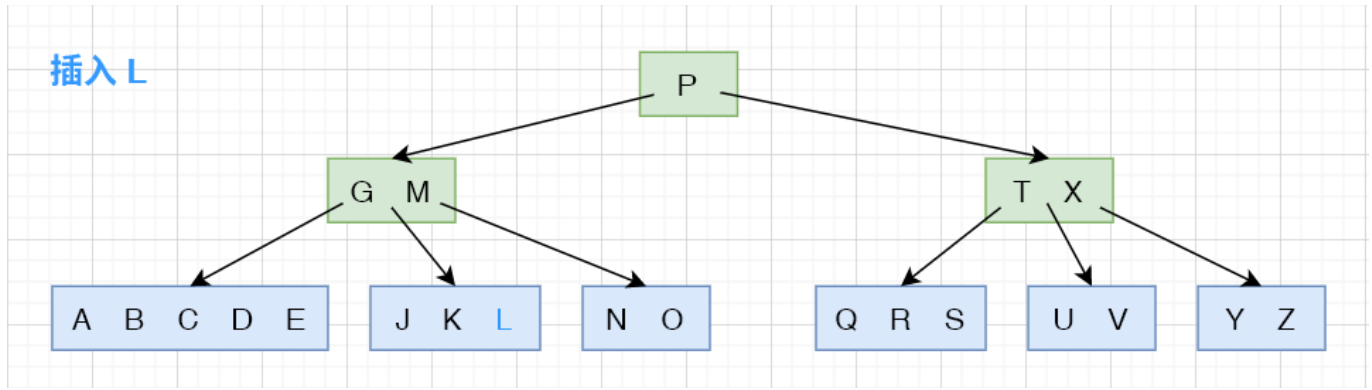 插入 L
P
G M
T X
A B C D E
J K L
N O
Q R S
U V
Y Z